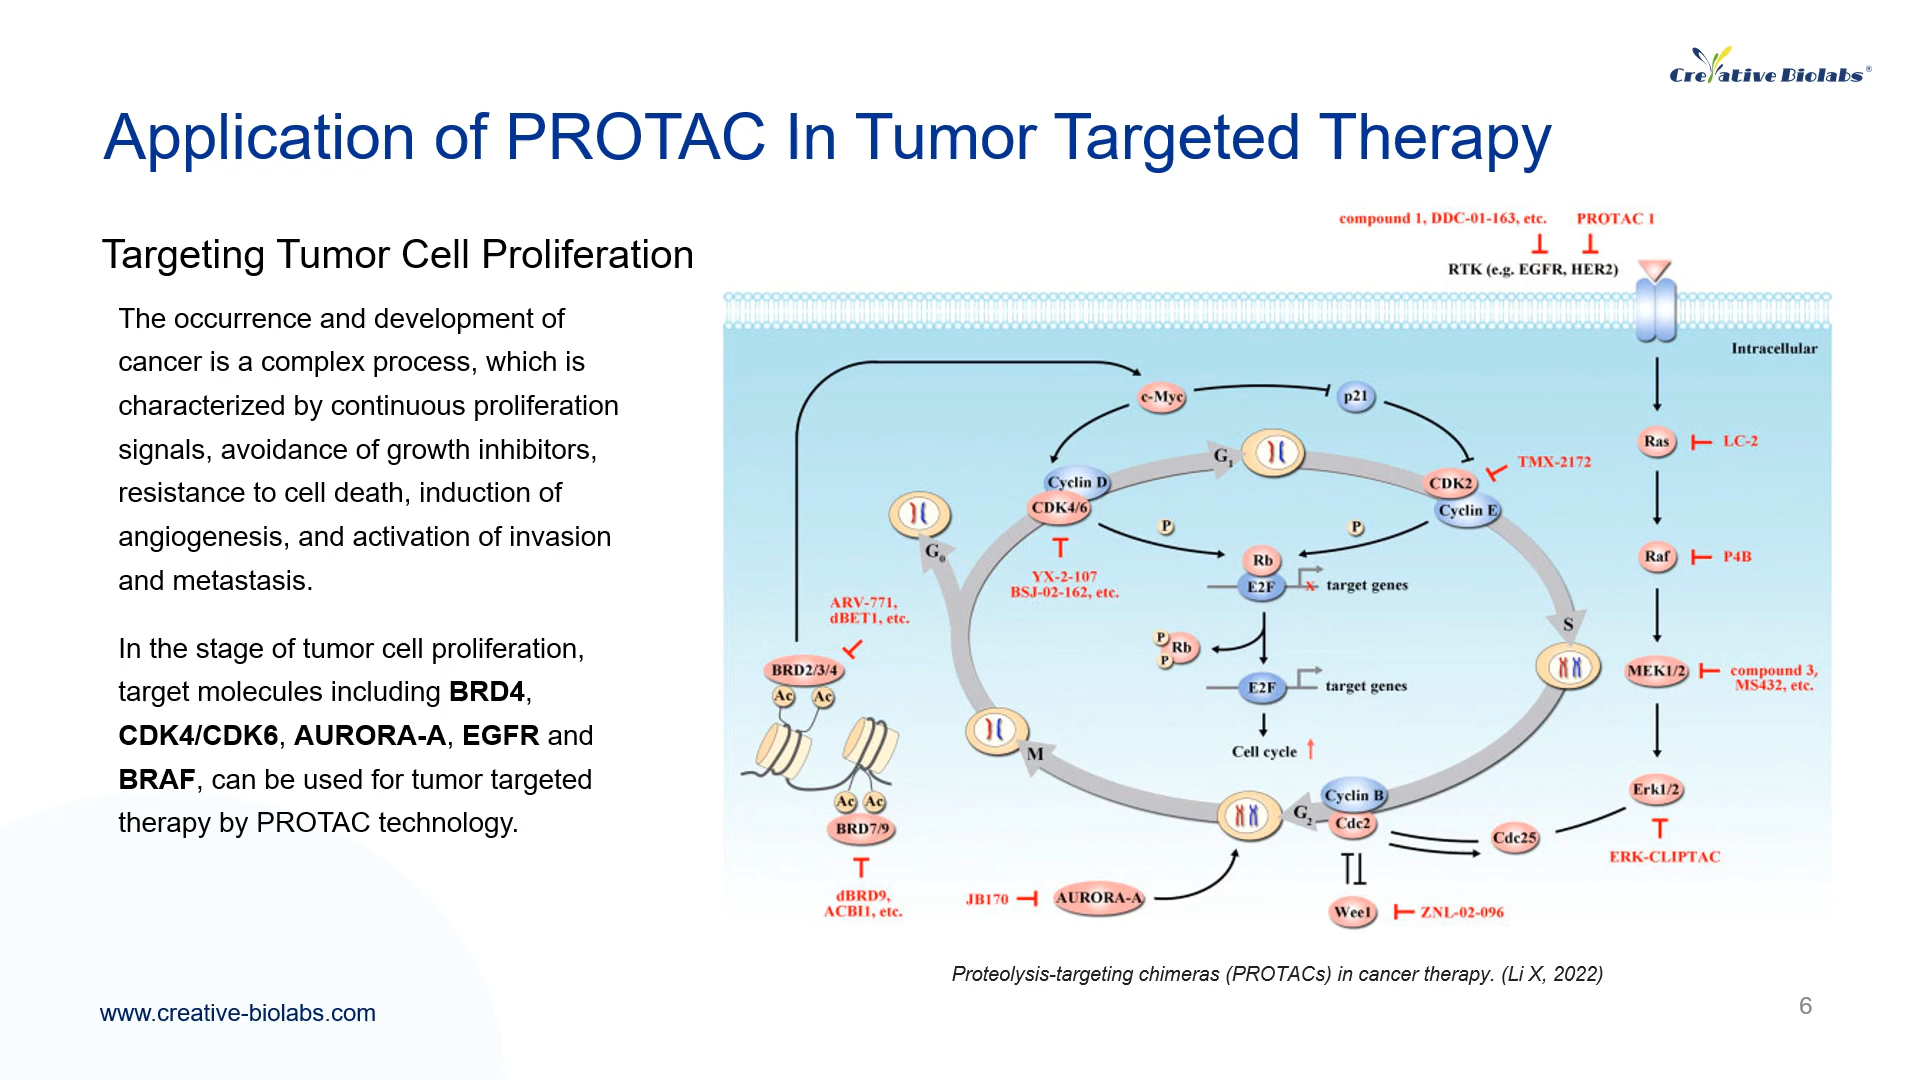 Creative Biolabs®
Application of PROTAC In Tumor Targeted Therapy
Targeting Tumor Cell Proliferation
The occurrence and development of
cancer is a complex process, which is
characterized by continuous proliferation
signals, avoidance of growth inhibitors,
resistance to cell death, induction of
angiogenesis, and activation of invasion
and metastasis.
In the stage of tumor cell proliferation,
target molecules including BRD4,
CDK4/CDK6, AURORA-A, EGFR and
BRAF, can be used for tumor targeted
therapy by PROTAC technology.
compound 1, DDC-01-163, etc.
PROTAC 1
RTK (e.g. EGFR, HER2)
Intracellular
c-Myc
p21
Ras
LC-2
G1
TMX-2172
Cyclin D
CDK4/6
CDK2
Cyclin E
P
P
G0
Rb
E2F
x
target genes
Raf
P4B
YX-2-107
BSJ-02-162, etc.
ARV-771,
dBET1, etc.
S
P
P
Rb
BRD2/3/4
Ac
Ac
E2F
target genes
MEK1/2
compound 3,
MS432, etc.
M
Cell cycle
Cyclin B
Cdc2
G2
Erk1/2
Ac
Ac
BRD7/9
Cdc25
ERK-CLIPTAC
dBRD9,
ACBI1, etc.
JB170
AURORA-A
Wee1
ZNL-02-096
Proteolysis-targeting chimeras (PROTACs) in cancer therapy. (Li X, 2022)
www.creative-biolabs.com
6